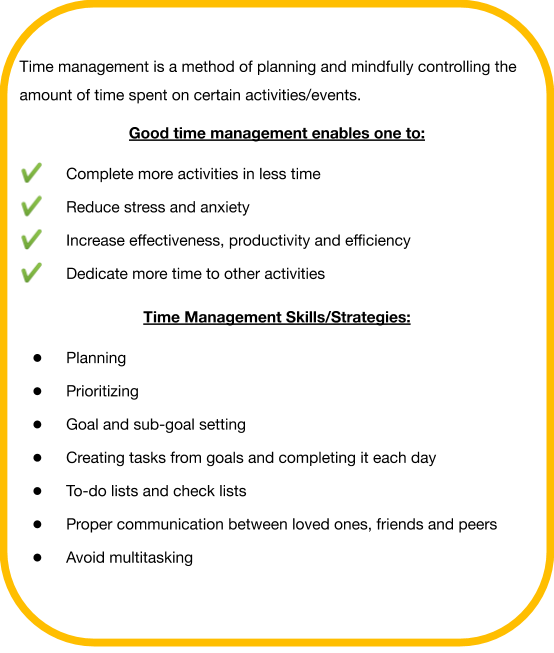 Time management is a method of planning and mindfully controlling the
amount of time spent on certain activities/events.
Good time management enables one to:
✔ Complete more activities in less time
✔ Reduce stress and anxiety
✔ Increase effectiveness, productivity and efficiency
✔ Dedicate more time to other activities
Time Management Skills/Strategies:
● Planning
● Prioritizing
● Goal and sub-goal setting
● Creating tasks from goals and completing it each day
● To-do lists and check lists
● Proper communication between loved ones, friends and peers
● Avoid multitasking